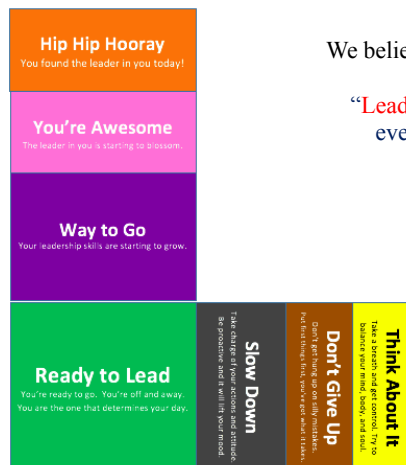 Hip Hip Hooray
You found the leader in you today!
We belie
"Lead
eve
You're Awesome
The leader in you is starting to blossom.
Way to Go
Your leadership skills are starting to grow.
Ready to Lead
You're ready to go. You're off and away.
You are the one that determines your day.
Slow Down
Take charge of your actions and attitude.
Be proactive and it will lift your mood.
Don't Give Up
Don't get hung up on silly mistakes.
Put first things first, you've got what it takes.
Think About It
Take a breath and get control. Try to
balance your mind, body, and soul.